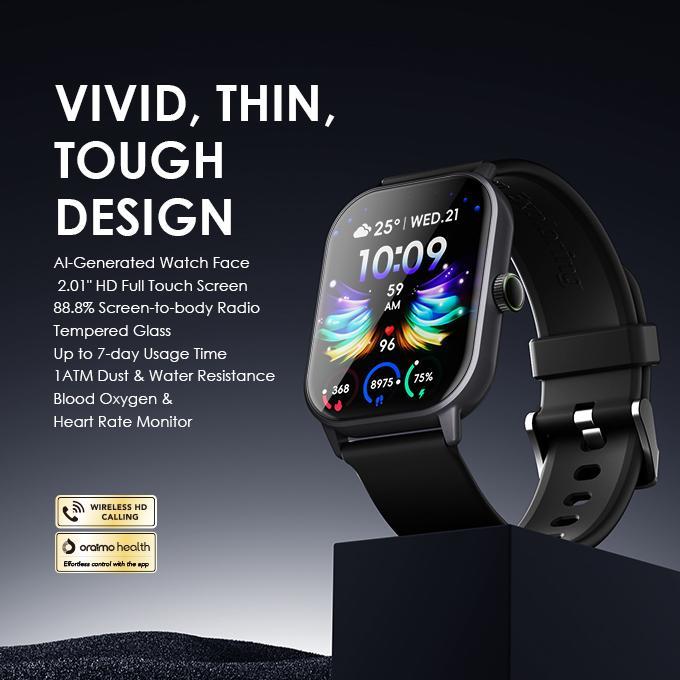 VIVID, THIN,
TOUGH
DESIGN
AI-Generated Watch Face
2.01" HD Full Touch Screen
88.8% Screen-to-body Radio
Tempered Glass
Up to 7-day Usage Time
1ATM Dust & Water Resistance
Blood Oxygen &
Heart Rate Monitor
WIRELESS HD
CALLING
oraimo health
Effortless control with the app
25° | WED.21
10:09
59
AM
96
368
8975
75%